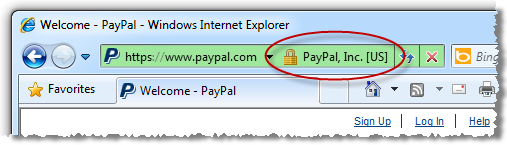 Welcome - PayPal - Windows Internet Explorer
https://www.paypal.com PayPal, Inc. [US] Bing
Favorites Welcome - PayPal
Sign Up Log In Help